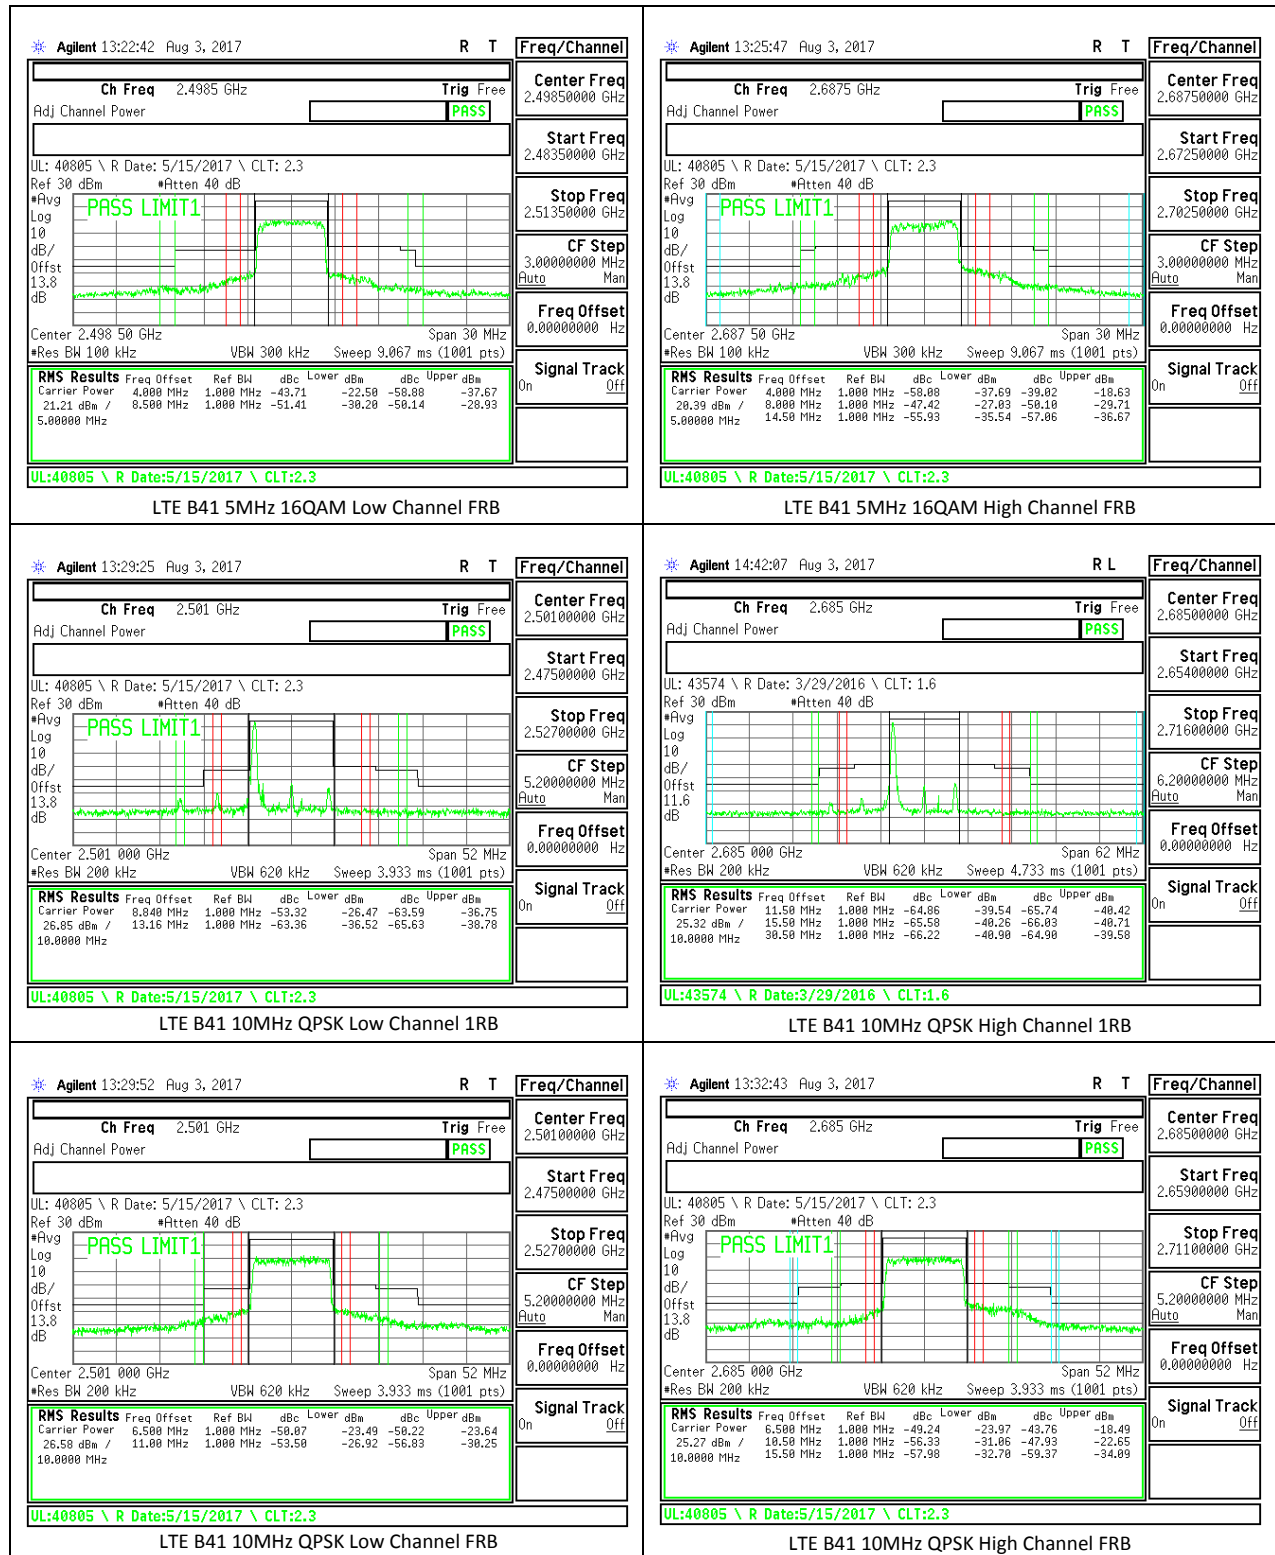 Agilent 13:22:42 Aug 3, 2017 R T Freq/Channel
Ch Freq 2.4985 GHz Trig Free
Adj Channel Power PASS
UL: 40805 \ R Date: 5/15/2017 \ CLT: 2.3
Ref 30 dBm #Atten 40 dB
#Avg
Log
10
dB/
Offst
13.8
dB
PASS LIMIT1
Center 2.498 50 GHz Span 30 MHz
#Res BW 100 kHz VBW 300 kHz Sweep 9.067 ms (1001 pts)
RMS Results Freq Offset Ref BW dBc Lower dBm dBc Upper dBm
Carrier Power 4.000 MHz 1.000 MHz -43.71 -22.50 -58.88 -37.67
21.21 dBm / 8.500 MHz 1.000 MHz -51.41 -30.20 -50.14 -28.93
5.00000 MHz
Center Freq
2.49850000 GHz
Start Freq
2.48350000 GHz
Stop Freq
2.51350000 GHz
CF Step
3.00000000 MHz
Auto Man
Freq Offset
0.00000000 Hz
Signal Track
On Off
UL:40805 \ R Date:5/15/2017 \ CLT:2.3
LTE B41 5MHz 16QAM Low Channel FRB
Agilent 13:25:47 Aug 3, 2017 R T Freq/Channel
Ch Freq 2.6875 GHz Trig Free
Adj Channel Power PASS
UL: 40805 \ R Date: 5/15/2017 \ CLT: 2.3
Ref 30 dBm #Atten 40 dB
#Avg
Log
10
dB/
Offst
13.8
dB
PASS LIMIT1
Center 2.687 50 GHz Span 30 MHz
#Res BW 100 kHz VBW 300 kHz Sweep 9.067 ms (1001 pts)
RMS Results Freq Offset Ref BW dBc Lower dBm dBc Upper dBm
Carrier Power 4.000 MHz 1.000 MHz -58.08 -37.69 -39.02 -18.63
20.39 dBm / 8.000 MHz 1.000 MHz -47.42 -27.03 -50.10 -29.71
5.00000 MHz 14.50 MHz 1.000 MHz -55.93 -35.54 -57.06 -36.67
Center Freq
2.68750000 GHz
Start Freq
2.67250000 GHz
Stop Freq
2.70250000 GHz
CF Step
3.00000000 MHz
Auto Man
Freq Offset
0.00000000 Hz
Signal Track
On Off
UL:40805 \ R Date:5/15/2017 \ CLT:2.3
LTE B41 5MHz 16QAM High Channel FRB
Agilent 13:29:25 Aug 3, 2017 R T Freq/Channel
Ch Freq 2.501 GHz Trig Free
Adj Channel Power PASS
UL: 40805 \ R Date: 5/15/2017 \ CLT: 2.3
Ref 30 dBm #Atten 40 dB
#Avg
Log
10
dB/
Offst
13.8
dB
PASS LIMIT1
Center 2.501 000 GHz Span 52 MHz
#Res BW 200 kHz VBW 620 kHz Sweep 3.933 ms (1001 pts)
RMS Results Freq Offset Ref BW dBc Lower dBm dBc Upper dBm
Carrier Power 8.840 MHz 1.000 MHz -53.32 -26.47 -63.59 -36.75
26.85 dBm / 13.16 MHz 1.000 MHz -63.36 -36.52 -65.63 -38.78
10.0000 MHz
Center Freq
2.50100000 GHz
Start Freq
2.47500000 GHz
Stop Freq
2.52700000 GHz
CF Step
5.20000000 MHz
Auto Man
Freq Offset
0.00000000 Hz
Signal Track
On Off
UL:40805 \ R Date:5/15/2017 \ CLT:2.3
LTE B41 10MHz QPSK Low Channel 1RB
Agilent 14:42:07 Aug 3, 2017 R L Freq/Channel
Ch Freq 2.685 GHz Trig Free
Adj Channel Power PASS
UL: 43574 \ R Date: 3/29/2016 \ CLT: 1.6
Ref 30 dBm #Atten 40 dB
#Avg
Log
10
dB/
Offst
11.6
dB
Center 2.685 000 GHz Span 62 MHz
#Res BW 200 kHz VBW 620 kHz Sweep 4.733 ms (1001 pts)
RMS Results Freq Offset Ref BW dBc Lower dBm dBc Upper dBm
Carrier Power 11.50 MHz 1.000 MHz -64.86 -39.54 -65.74 -40.42
25.32 dBm / 15.50 MHz 1.000 MHz -65.58 -40.26 -66.03 -40.71
10.0000 MHz 30.50 MHz 1.000 MHz -66.22 -40.90 -64.90 -39.58
Center Freq
2.68500000 GHz
Start Freq
2.65400000 GHz
Stop Freq
2.71600000 GHz
CF Step
6.20000000 MHz
Auto Man
Freq Offset
0.00000000 Hz
Signal Track
On Off
UL:43574 \ R Date:3/29/2016 \ CLT:1.6
LTE B41 10MHz QPSK High Channel 1RB
Agilent 13:29:52 Aug 3, 2017 R T Freq/Channel
Ch Freq 2.501 GHz Trig Free
Adj Channel Power PASS
UL: 40805 \ R Date: 5/15/2017 \ CLT: 2.3
Ref 30 dBm #Atten 40 dB
#Avg
Log
10
dB/
Offst
13.8
dB
PASS LIMIT1
Center 2.501 000 GHz Span 52 MHz
#Res BW 200 kHz VBW 620 kHz Sweep 3.933 ms (1001 pts)
RMS Results Freq Offset Ref BW dBc Lower dBm dBc Upper dBm
Carrier Power 6.500 MHz 1.000 MHz -50.07 -23.49 -50.22 -23.64
26.58 dBm / 11.00 MHz 1.000 MHz -53.50 -26.92 -56.83 -30.25
10.0000 MHz
Center Freq
2.50100000 GHz
Start Freq
2.47500000 GHz
Stop Freq
2.52700000 GHz
CF Step
5.20000000 MHz
Auto Man
Freq Offset
0.00000000 Hz
Signal Track
On Off
UL:40805 \ R Date:5/15/2017 \ CLT:2.3
LTE B41 10MHz QPSK Low Channel FRB
Agilent 13:32:43 Aug 3, 2017 R T Freq/Channel
Ch Freq 2.685 GHz Trig Free
Adj Channel Power PASS
UL: 40805 \ R Date: 5/15/2017 \ CLT: 2.3
Ref 30 dBm #Atten 40 dB
#Avg
Log
10
dB/
Offst
13.8
dB
PASS LIMIT1
Center 2.685 000 GHz Span 52 MHz
#Res BW 200 kHz VBW 620 kHz Sweep 3.933 ms (1001 pts)
RMS Results Freq Offset Ref BW dBc Lower dBm dBc Upper dBm
Carrier Power 6.500 MHz 1.000 MHz -49.24 -23.97 -43.76 -18.49
25.27 dBm / 10.50 MHz 1.000 MHz -56.33 -31.06 -47.93 -22.65
10.0000 MHz 15.50 MHz 1.000 MHz -57.98 -32.70 -59.37 -34.09
Center Freq
2.68500000 GHz
Start Freq
2.65900000 GHz
Stop Freq
2.71100000 GHz
CF Step
5.20000000 MHz
Auto Man
Freq Offset
0.00000000 Hz
Signal Track
On Off
UL:40805 \ R Date:5/15/2017 \ CLT:2.3
LTE B41 10MHz QPSK High Channel FRB